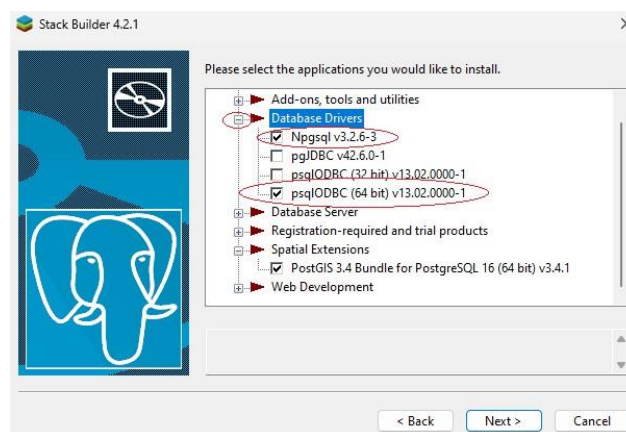 Stack Builder 4.2.1
Please select the applications you would like to install.
Add-ons, tools and utilities
Database Drivers
Npgsql v3.2.6-3
pgJDBC v42.6.0-1
psqlODBC (32 bit) v13.02.0000-1
psqlODBC (64 bit) v13.02.0000-1
Database Server
Registration-required and trial products
Spatial Extensions
PostGIS 3.4 Bundle for PostgreSQL 16 (64 bit) v3.4.1
Web Development
< Back Next > Cancel